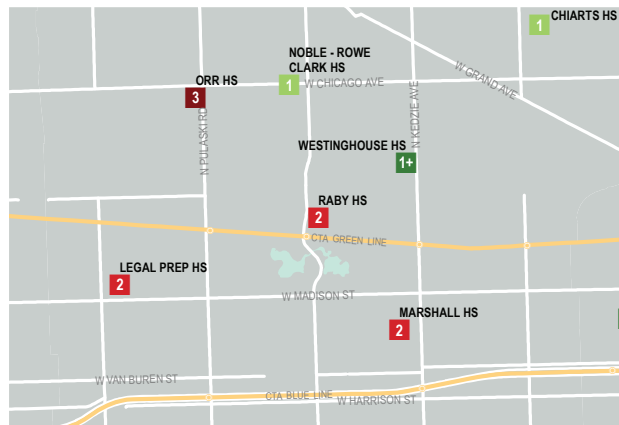 CHIARTS HS
1
NOBLE - ROWE
CLARK HS
1
W CHICAGO AVE
W GRAND AVE
ORR HS
3
N PULASKI RD
N KEDZIE AVE
WESTINGHOUSE HS
1+
RABY HS
2
CTA GREEN LINE
LEGAL PREP HS
2
W MADISON ST
MARSHALL HS
2
W VAN BUREN ST
CTA BLUE LINE
W HARRISON ST